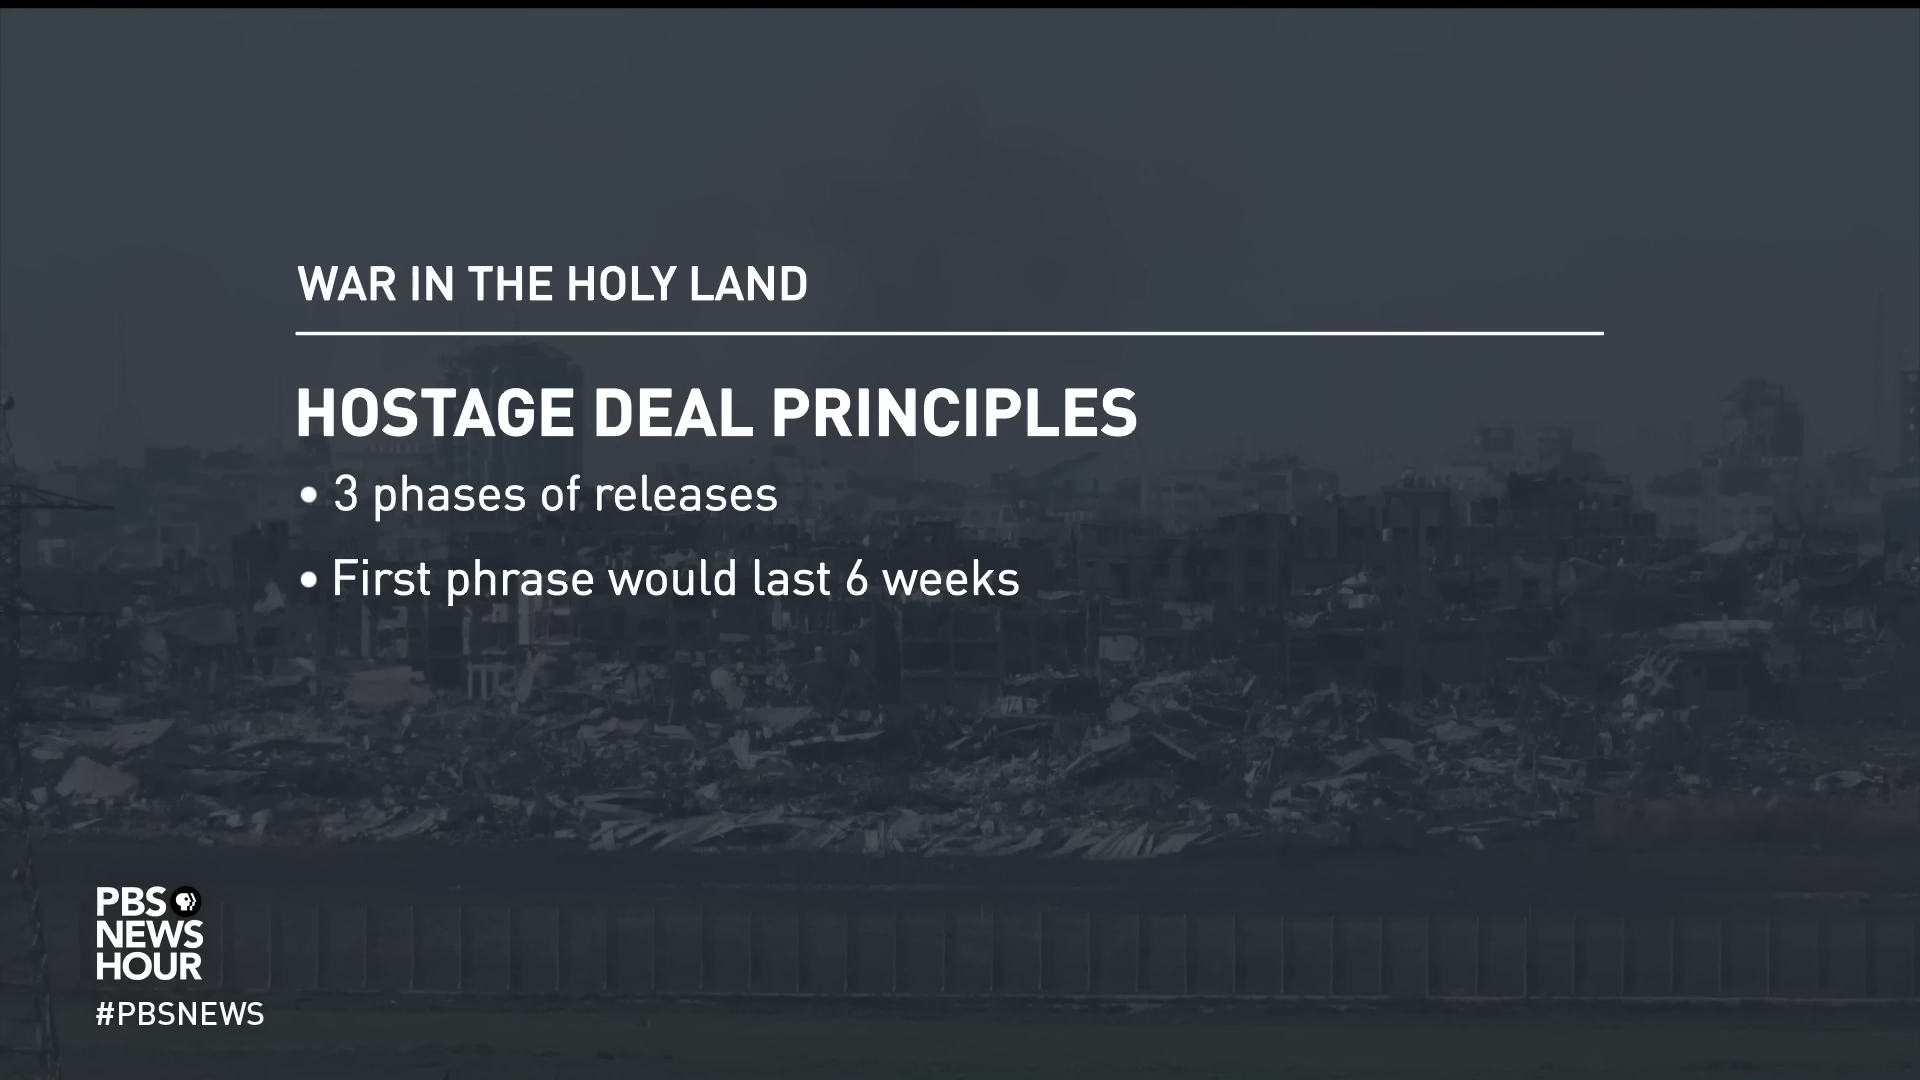 WAR IN THE HOLY LAND
HOSTAGE DEAL PRINCIPLES
• 3 phases of releases
• First phrase would last 6 weeks
PBS
NEWS
HOUR
#PBSNEWS